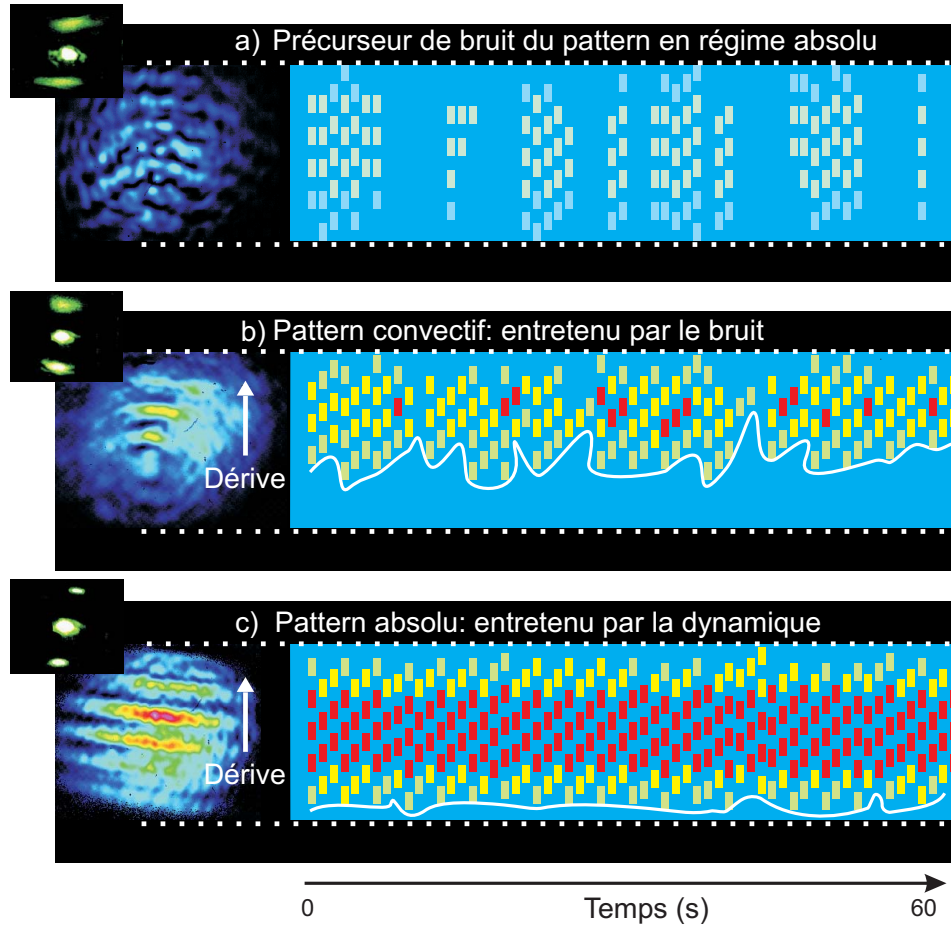 a) Précurseur de bruit du pattern en régime absolu
b) Pattern convectif: entretenu par le bruit
Dérive
c) Pattern absolu: entretenu par la dynamique
Dérive
0
Temps (s)
60